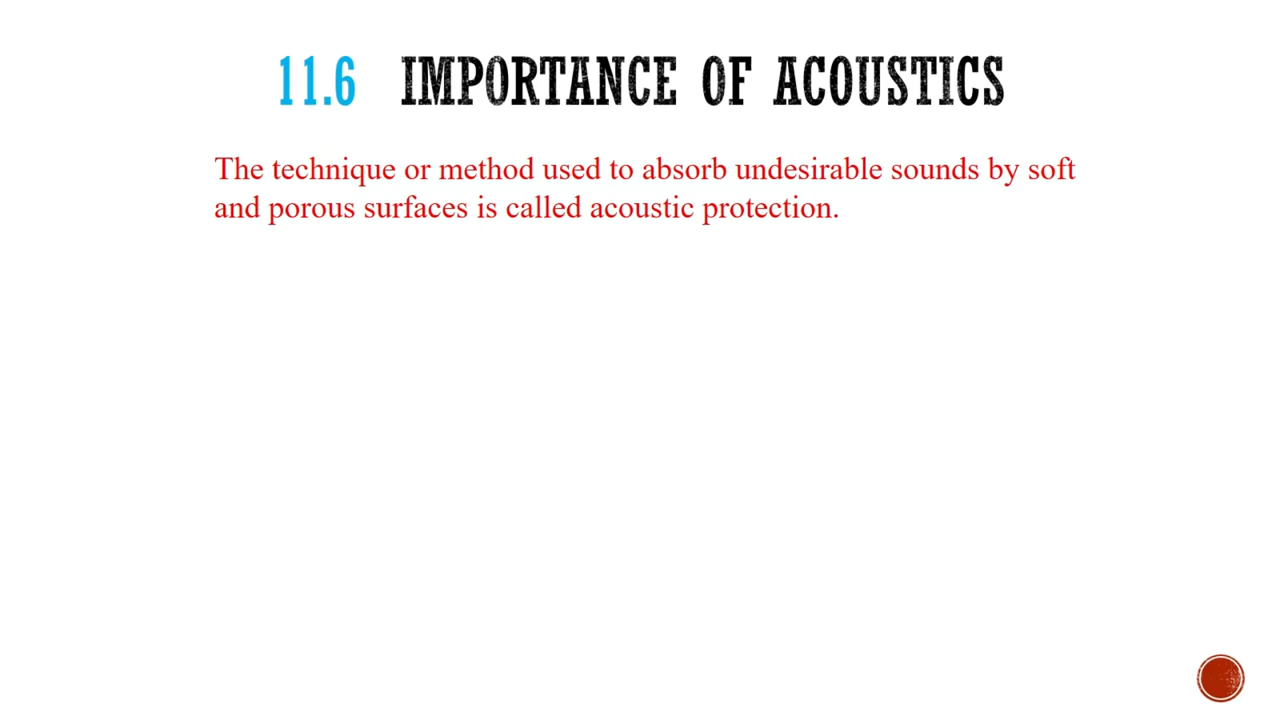 11.6 IMPORTANCE OF ACOUSTICS
The technique or method used to absorb undesirable sounds by soft
and porous surfaces is called acoustic protection.